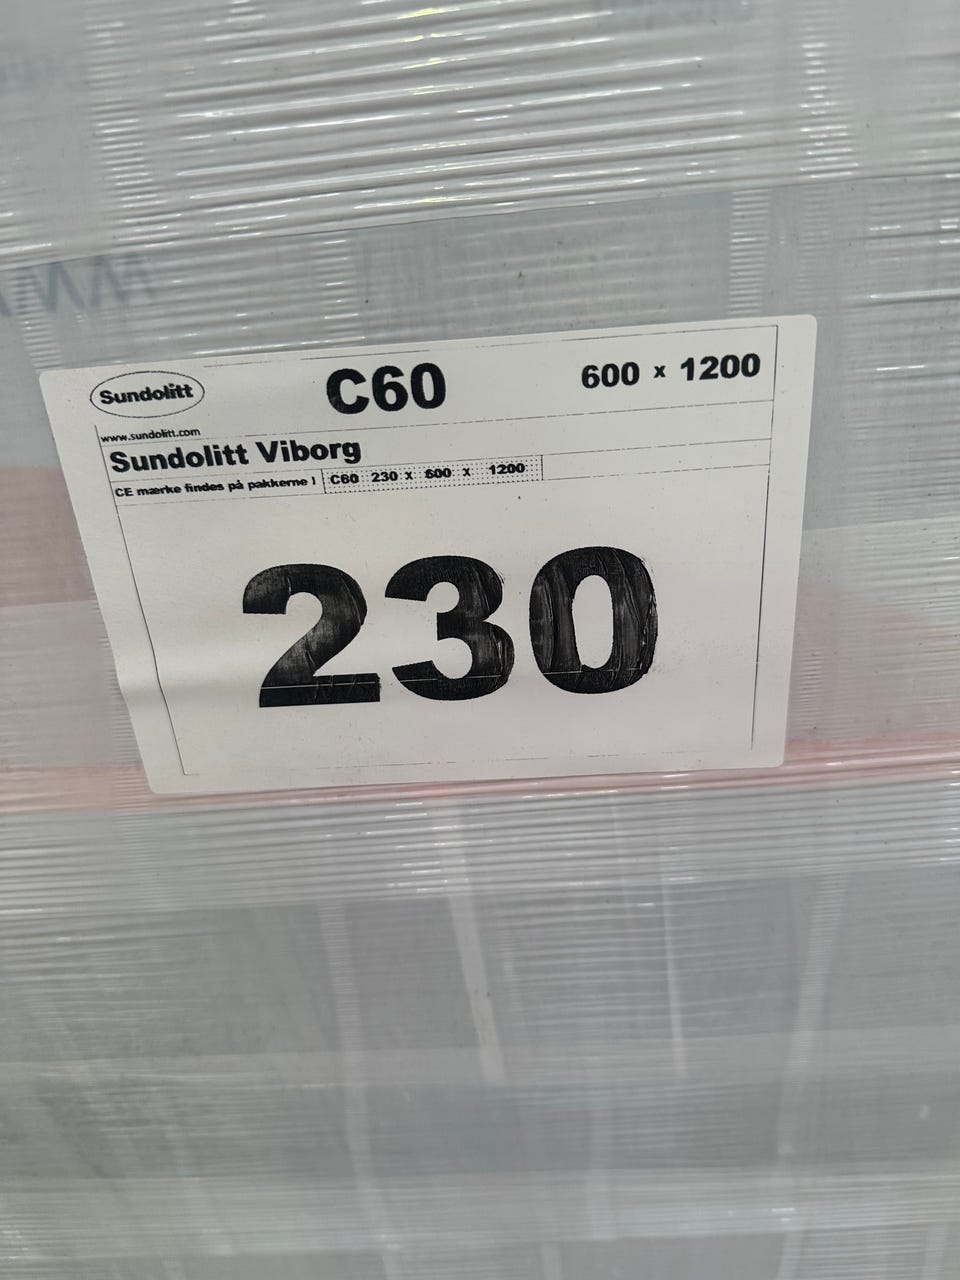 Sundolitt
C60
600 x 1200
www.sundolitt.com
Sundolitt Viborg
CE mærke findes på pakkerne !
C60 230 x 600 x 1200
230